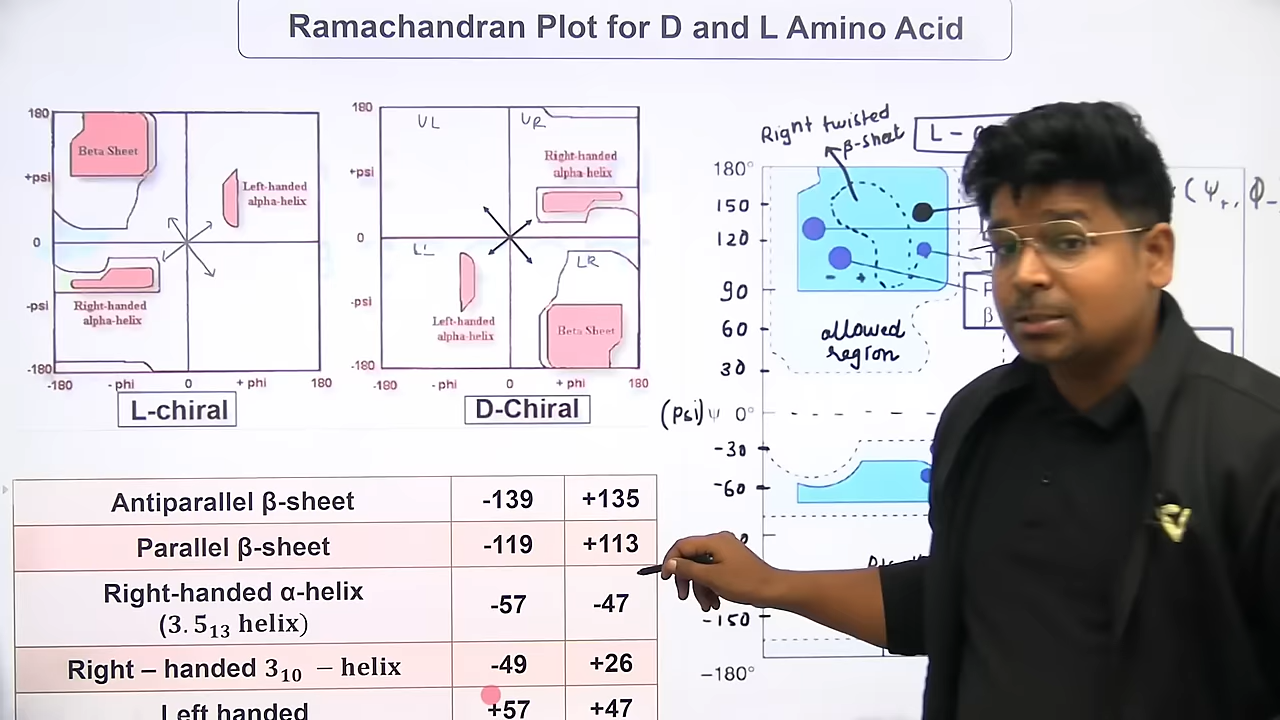 Ramachandran Plot for D and L Amino Acid
180
+psi
0
-psi
-180
Beta Sheet
Left-handed
alpha-helix
Right-handed
alpha-helix
-180
- phi
0
+ phi
180
L-chiral
180
+psi
0
-psi
-180
UL
UR
Right-handed
alpha-helix
LL
LR
Left-handed
alpha-helix
Beta Sheet
-180
- phi
0
+ phi
180
D-Chiral
Right twisted
β-sheet
L -
180°
150
120
90
60
30
(Psi) ψ 0°
-30
-60
-150
-180°
- +
allowed
region
β
Antiparallel β-sheet -139 +135
Parallel β-sheet -119 +113
Right-handed α-helix
(3.5₁₃ helix) -57 -47
Right – handed 3₁₀ − helix -49 +26
Left handed +57 +47